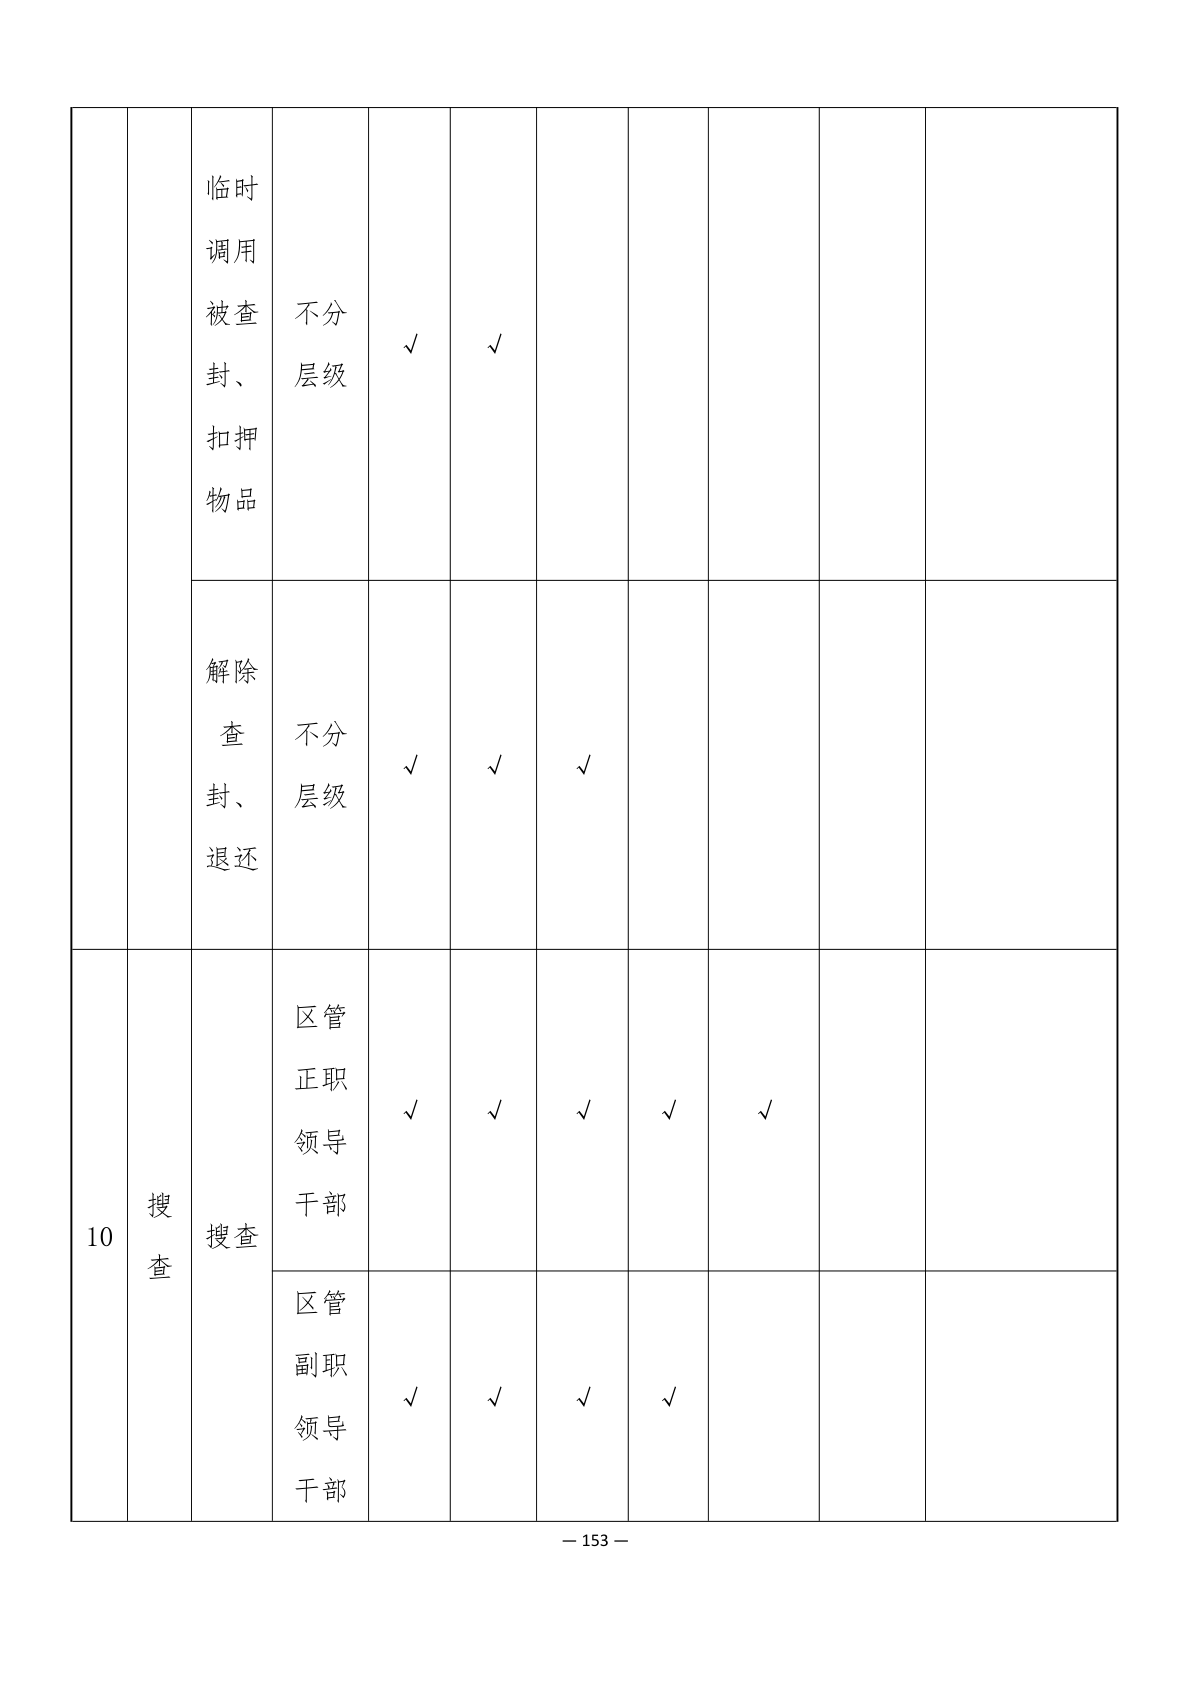 临时
调用
被查
封、
扣押
物品
不分
层级
√
√
解除
查
封、
退还
不分
层级
√
√
√
10
搜
查
搜查
区管
正职
领导
干部
√
√
√
√
√
区管
副职
领导
干部
√
√
√
√
— 153 —